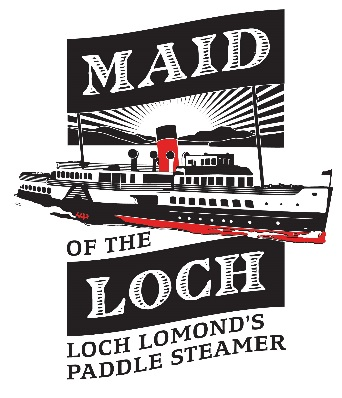 MAID
OF THE
LOCH
LOCH LOMOND'S
PADDLE STEAMER